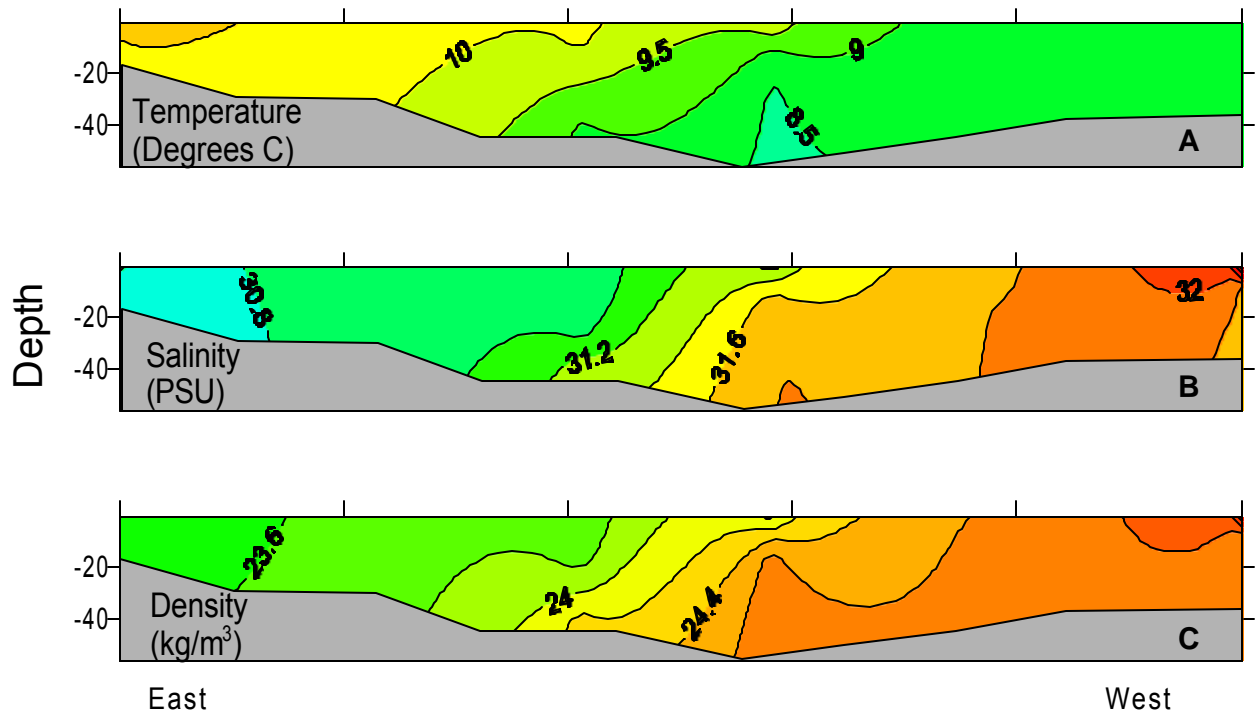 10
9.5
9
8.5
-20
-40
Temperature
(Degrees C)
A
Depth
30.8
31.2
31.6
32
-20
-40
Salinity
(PSU)
B
23.6
24
24.4
-20
-40
Density
(kg/m³)
C
East
West